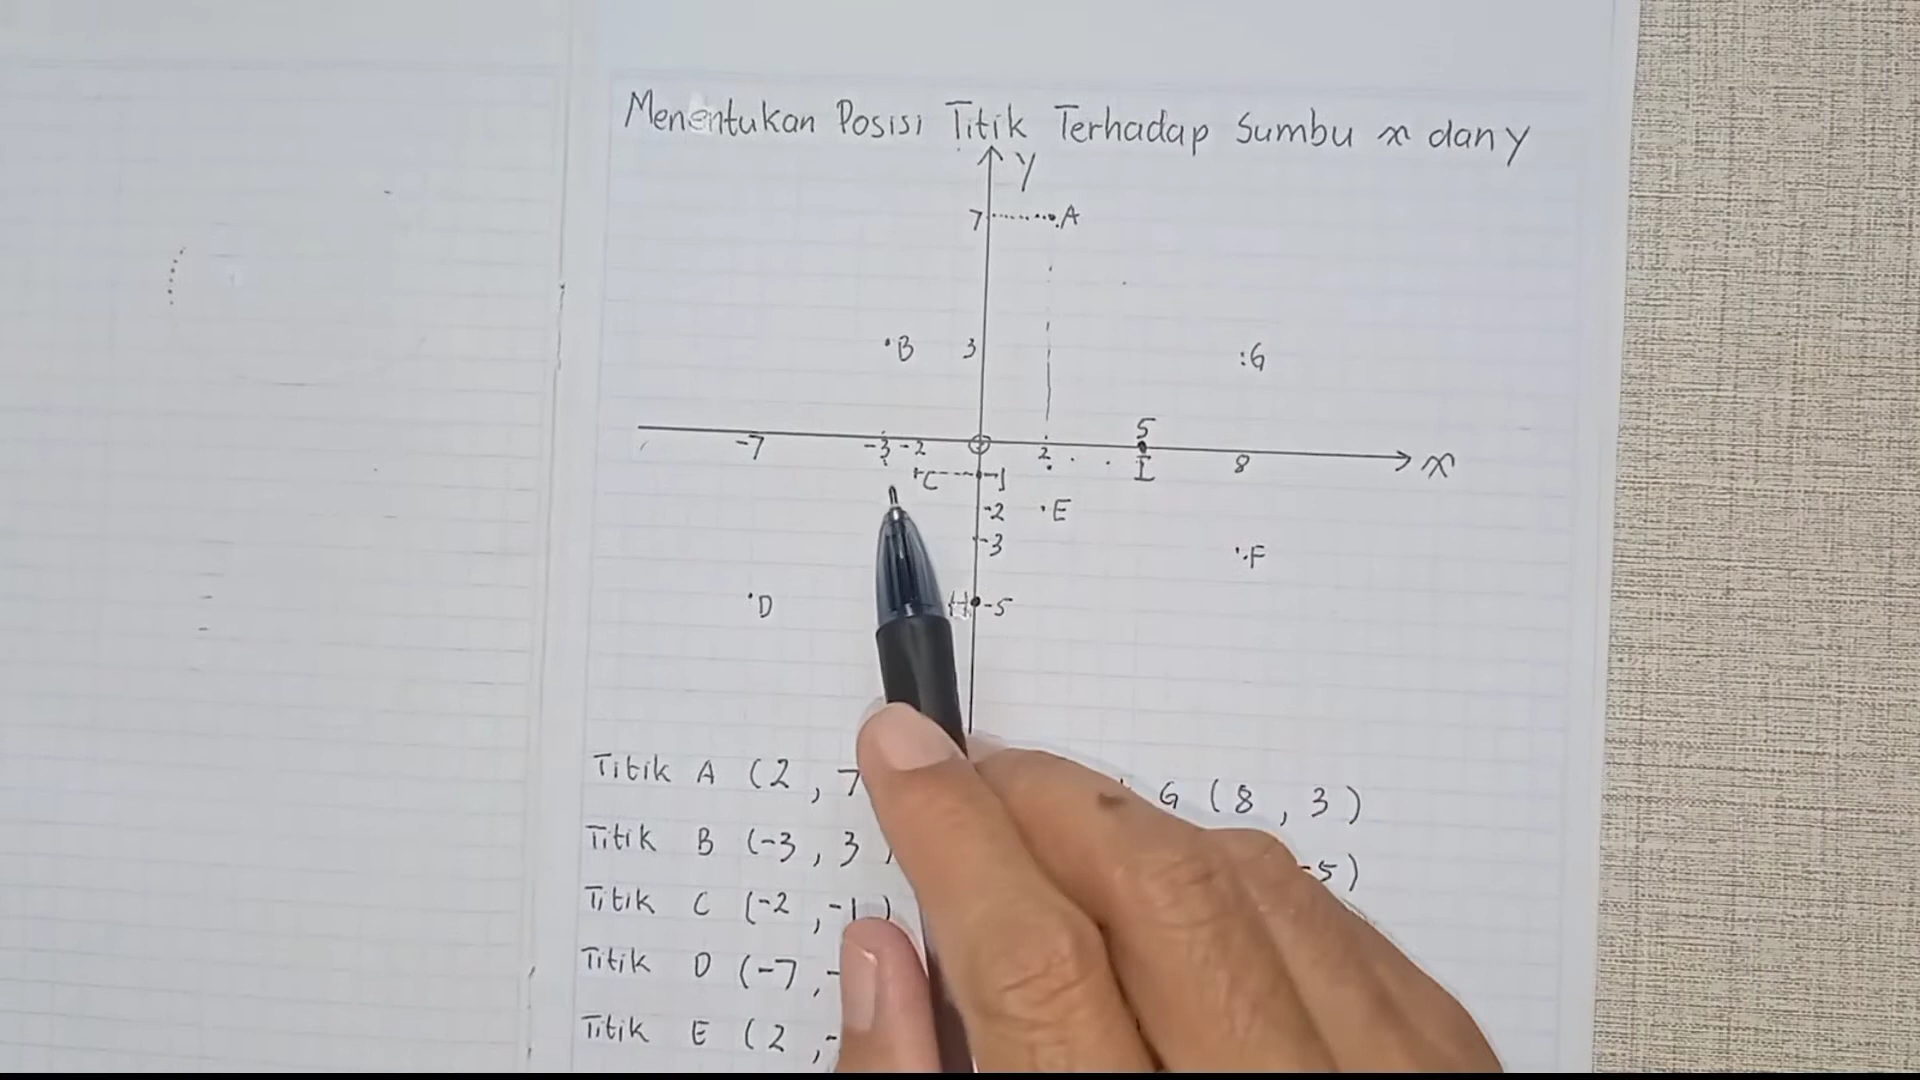 Menentukan Posisi Titik Terhadap Sumbu x dan y
Y
7 A
B 3 G
5
-7 -3 -2 2 I 8 x
C -1
-2 E
-3 F
D H -5
Titik A (2 , 7
G (8 , 3)
Titik B (-3 , 3 )
-5)
Titik C (-2 , -1)
Titik D (-7 , -
Titik E (2 , -